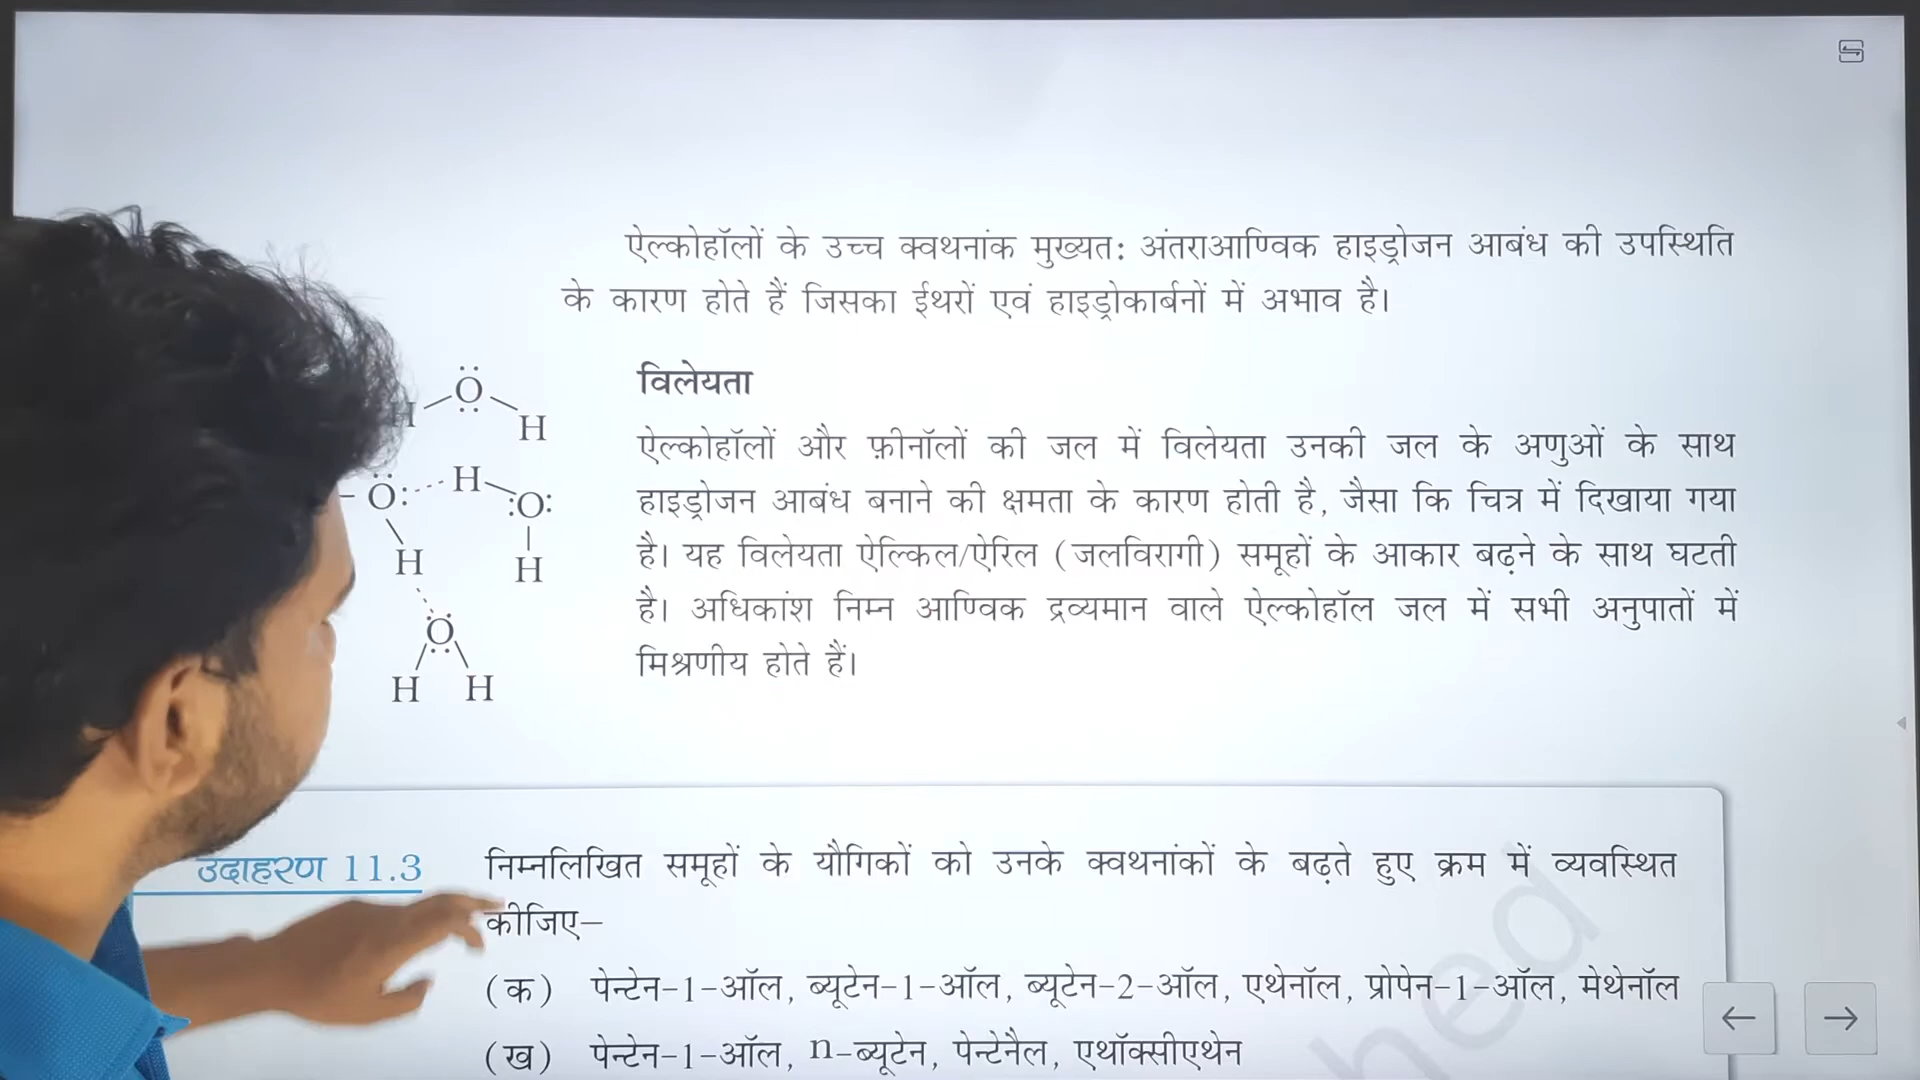 ऐल्कोहॉलों के उच्च क्वथनांक मुख्यत: अंतराआण्विक हाइड्रोजन आबंध की उपस्थिति
के कारण होते हैं जिसका ईथरों एवं हाइड्रोकार्बनों में अभाव है।
विलेयता
ऐल्कोहॉलों और फ़ीनॉलों की जल में विलेयता उनकी जल के अणुओं के साथ
हाइड्रोजन आबंध बनाने की क्षमता के कारण होती है, जैसा कि चित्र में दिखाया गया
है। यह विलेयता ऐल्किल/ऐरिल (जलविरागी) समूहों के आकार बढ़ने के साथ घटती
है। अधिकांश निम्न आण्विक द्रव्यमान वाले ऐल्कोहॉल जल में सभी अनुपातों में
मिश्रणीय होते हैं।
H O
H
O H
O
H H
O
H H
उदाहरण 11.3 निम्नलिखित समूहों के यौगिकों को उनके क्वथनांकों के बढ़ते हुए क्रम में व्यवस्थित
कीजिए–
(क) पेन्टेन-1-ऑल, ब्यूटेन-1-ऑल, ब्यूटेन-2-ऑल, एथेनॉल, प्रोपेन-1-ऑल, मेथेनॉल
(ख) पेन्टेन-1-ऑल, n-ब्यूटेन, पेन्टेनैल, एथॉक्सीएथेन
hed